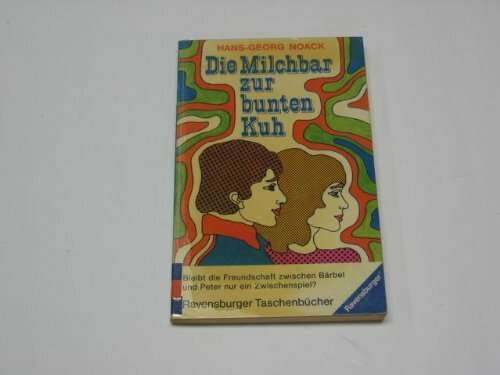 HANS-GEORG NOACK
Die Milchbar
zur
bunten
Kuh
Bleibt die Freundschaft zwischen Bärbel
und Peter nur ein Zwischenspiel?
Ravensburger Taschenbücher
Ravensburger